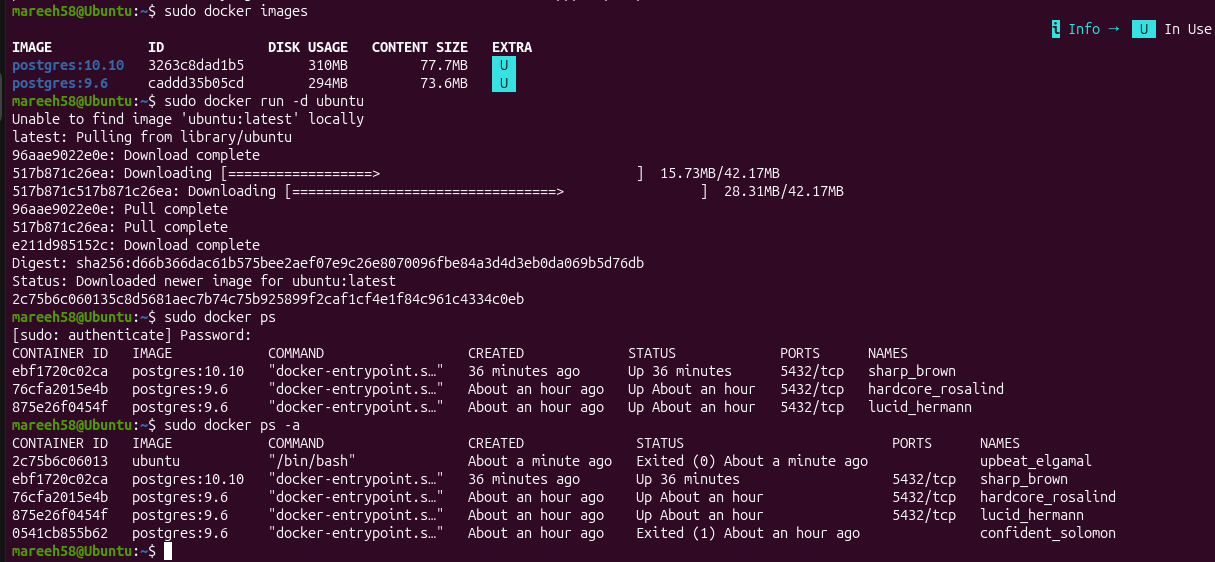 mareeh58@Ubuntu:~$ sudo docker images
i Info → U In Use
IMAGE ID DISK USAGE CONTENT SIZE EXTRA
postgres:10.10 3263c8dad1b5 310MB 77.7MB U
postgres:9.6 caddd35b05cd 294MB 73.6MB U
mareeh58@Ubuntu:~$ sudo docker run -d ubuntu
Unable to find image 'ubuntu:latest' locally
latest: Pulling from library/ubuntu
96aae9022e0e: Download complete
517b871c26ea: Downloading [==================> ] 15.73MB/42.17MB
517b871c517b871c26ea: Downloading [=================================> ] 28.31MB/42.17MB
96aae9022e0e: Pull complete
517b871c26ea: Pull complete
e211d985152c: Download complete
Digest: sha256:d66b366dac61b575bee2aef07e9c26e8070096fbe84a3d4d3eb0da069b5d76db
Status: Downloaded newer image for ubuntu:latest
2c75b6c060135c8d5681aec7b74c75b925899f2caf1cf4e1f84c961c4334c0eb
mareeh58@Ubuntu:~$ sudo docker ps
[sudo: authenticate] Password:
CONTAINER ID IMAGE COMMAND CREATED STATUS PORTS NAMES
ebf1720c02ca postgres:10.10 "docker-entrypoint.s…" 36 minutes ago Up 36 minutes 5432/tcp sharp_brown
76cfa2015e4b postgres:9.6 "docker-entrypoint.s…" About an hour ago Up About an hour 5432/tcp hardcore_rosalind
875e26f0454f postgres:9.6 "docker-entrypoint.s…" About an hour ago Up About an hour 5432/tcp lucid_hermann
mareeh58@Ubuntu:~$ sudo docker ps -a
CONTAINER ID IMAGE COMMAND CREATED STATUS PORTS NAMES
2c75b6c06013 ubuntu "/bin/bash" About a minute ago Exited (0) About a minute ago upbeat_elgamal
ebf1720c02ca postgres:10.10 "docker-entrypoint.s…" 36 minutes ago Up 36 minutes 5432/tcp sharp_brown
76cfa2015e4b postgres:9.6 "docker-entrypoint.s…" About an hour ago Up About an hour 5432/tcp hardcore_rosalind
875e26f0454f postgres:9.6 "docker-entrypoint.s…" About an hour ago Up About an hour 5432/tcp lucid_hermann
0541cb855b62 postgres:9.6 "docker-entrypoint.s…" About an hour ago Exited (1) About an hour ago confident_solomon
mareeh58@Ubuntu:~$